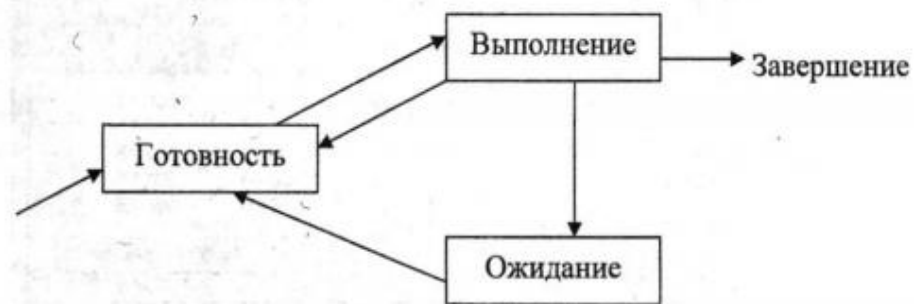 Выполнение
Завершение
Готовность
Ожидание